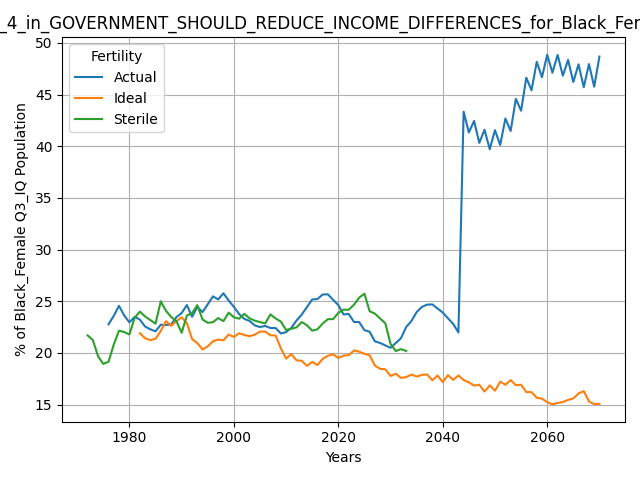 _4_in_GOVERNMENT_SHOULD_REDUCE_INCOME_DIFFERENCES_for_Black_Fem
Fertility
Actual
Ideal
Sterile
% of Black_Female Q3_IQ Population
50
45
40
35
30
25
20
15
1980
2000
2020
2040
2060
Years